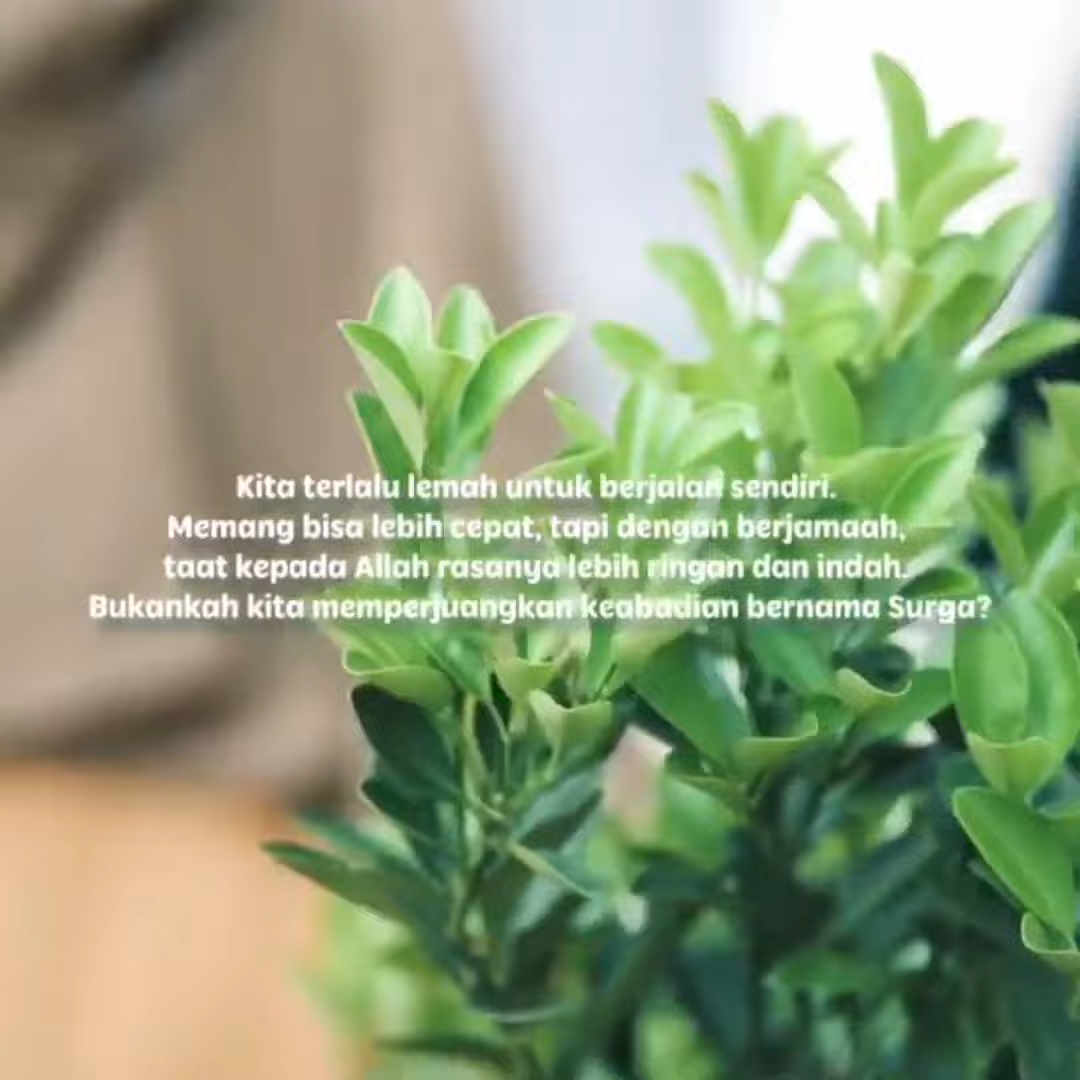 Kita terlalu lemah untuk berjalan sendiri.
Memang bisa lebih cepat, tapi dengan berjamaah,
taat kepada Allah rasanya lebih ringan dan indah.
Bukankah kita memperjuangkan keabadian bernama Surga?